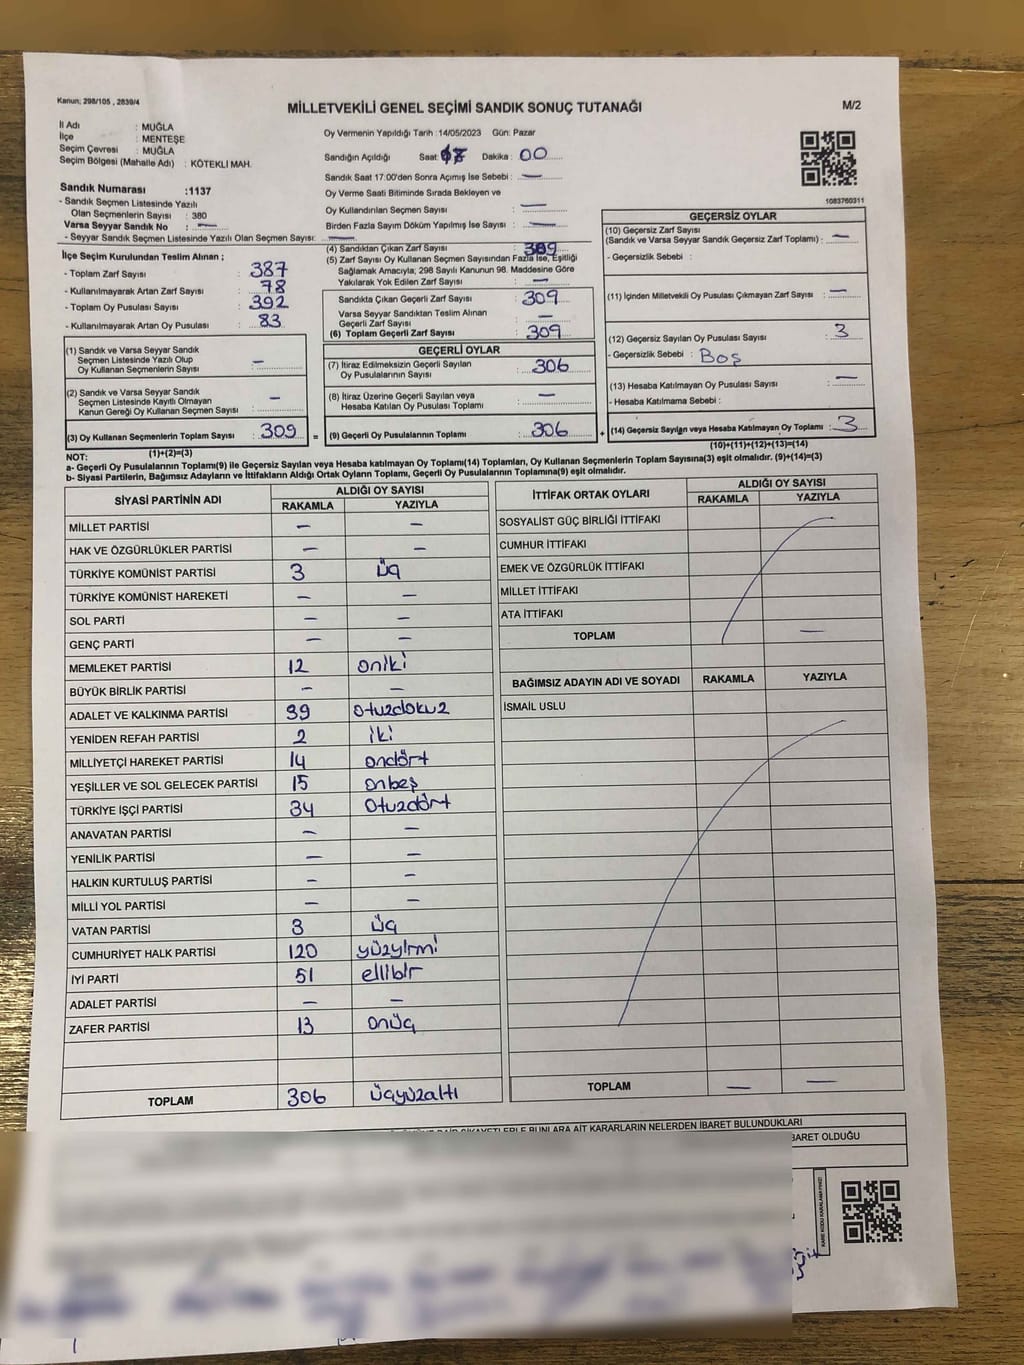 Kanun; 298/105 , 2839/4
MİLLETVEKİLİ GENEL SEÇİMİ SANDIK SONUÇ TUTANAĞI
M/2
İl Adı : MUĞLA
İlçe : MENTEŞE
Seçim Çevresi : MUĞLA
Seçim Bölgesi (Mahalle Adı) : KÖTEKLİ MAH.
Sandık Numarası :1137
- Sandık Seçmen Listesinde Yazılı
Olan Seçmenlerin Sayısı : 380
Varsa Seyyar Sandık No : —
- Seyyar Sandık Seçmen Listesinde Yazılı Olan Seçmen Sayısı: —
Oy Vermenin Yapıldığı Tarih :14/05/2023 Gün: Pazar
Sandığın Açıldığı Saat: Dakika : 00
Sandık Saat 17:00'den Sonra Açımış İse Sebebi : —
Oy Verme Saati Bitiminde Sırada Bekleyen ve
Oy Kullandırılan Seçmen Sayısı : —
Birden Fazla Sayım Döküm Yapılmış İse Sayısı : —
1083760311
İlçe Seçim Kurulundan Teslim Alınan ;
- Toplam Zarf Sayısı : 387
- Kullanılmayarak Artan Zarf Sayısı : 78
- Toplam Oy Pusulası Sayısı : 392
- Kullanılmayarak Artan Oy Pusulası : 83
(1) Sandık ve Varsa Seyyar Sandık
Seçmen Listesinde Yazılı Olup
Oy Kullanan Seçmenlerin Sayısı : —
(2) Sandık ve Varsa Seyyar Sandık
Seçmen Listesinde Kayıtlı Olmayan
Kanun Gereği Oy Kullanan Seçmen Sayısı : —
(3) Oy Kullanan Seçmenlerin Toplam Sayısı : 309
(1)+(2)=(3)
(4) Sandıktan Çıkan Zarf Sayısı : 309
(5) Zarf Sayısı Oy Kullanan Seçmen Sayısından Fazla İse, Eşitliği
Sağlamak Amacıyla; 298 Sayılı Kanunun 98. Maddesine Göre
Yakılarak Yok Edilen Zarf Sayısı : —
Sandıkta Çıkan Geçerli Zarf Sayısı : 309
Varsa Seyyar Sandıktan Teslim Alınan
Geçerli Zarf Sayısı : —
(6) Toplam Geçerli Zarf Sayısı : 309
GEÇERLİ OYLAR
(7) İtiraz Edilmeksizin Geçerli Sayılan
Oy Pusulalarının Sayısı : 306
(8) İtiraz Üzerine Geçerli Sayılan veya
Hesaba Katılan Oy Pusulası Toplamı : —
= (9) Geçerli Oy Pusulalarının Toplamı : 306 +
GEÇERSİZ OYLAR
(10) Geçersiz Zarf Sayısı
(Sandık ve Varsa Seyyar Sandık Geçersiz Zarf Toplamı) : —
- Geçersizlik Sebebi :
(11) İçinden Milletvekili Oy Pusulası Çıkmayan Zarf Sayısı : —
(12) Geçersiz Sayılan Oy Pusulası Sayısı : 3
- Geçersizlik Sebebi : Boş
(13) Hesaba Katılmayan Oy Pusulası Sayısı : —
- Hesaba Katılmama Sebebi :
(14) Geçersiz Sayılan veya Hesaba Katılmayan Oy Pusulası Toplamı : 3
(10)+(11)+(12)+(13)=(14)
NOT:
a- Geçerli Oy Pusulalarının Toplamı(9) ile Geçersiz Sayılan veya Hesaba katılmayan Oy Pusulası Toplamı(14) Toplamları, Oy Kullanan Seçmenlerin Toplam Sayısına(3) eşit olmalıdır. (9)+(14)=(3)
b- Siyasi Partilerin, Bağımsız Adayların ve İttifakların Aldığı Ortak Oyların Toplamı, Geçerli Oy Pusulalarının Toplamına(9) eşit olmalıdır.
SİYASİ PARTİNİN ADI ALDIĞI OY SAYISI
RAKAMLA YAZIYLA
MİLLET PARTİSİ — —
HAK VE ÖZGÜRLÜKLER PARTİSİ — —
TÜRKİYE KOMÜNİST PARTİSİ 3 üç
TÜRKİYE KOMÜNİST HAREKETİ — —
SOL PARTİ — —
GENÇ PARTİ — —
MEMLEKET PARTİSİ 12 oniki
BÜYÜK BİRLİK PARTİSİ — —
ADALET VE KALKINMA PARTİSİ 39 otuzdokuz
YENİDEN REFAH PARTİSİ 2 iki
MİLLİYETÇİ HAREKET PARTİSİ 14 ondört
YEŞİLLER VE SOL GELECEK PARTİSİ 15 onbeş
TÜRKİYE İŞÇİ PARTİSİ 34 otuzdört
ANAVATAN PARTİSİ — —
YENİLİK PARTİSİ — —
HALKIN KURTULUŞ PARTİSİ — —
MİLLİ YOL PARTİSİ — —
VATAN PARTİSİ 3 üç
CUMHURİYET HALK PARTİSİ 120 yüzyirmi
İYİ PARTİ 51 ellibir
ADALET PARTİSİ — —
ZAFER PARTİSİ 13 onüç
TOPLAM 306 üçyüzaltı
İTTİFAK ORTAK OYLARI ALDIĞI OY SAYISI
RAKAMLA YAZIYLA
SOSYALİST GÜÇ BİRLİĞİ İTTİFAKI
CUMHUR İTTİFAKI
EMEK VE ÖZGÜRLÜK İTTİFAKI
MİLLET İTTİFAKI
ATA İTTİFAKI
TOPLAM —
BAĞIMSIZ ADAYIN ADI VE SOYADI RAKAMLA YAZIYLA
İSMAİL USLU
TOPLAM — —
ŞİKAYETLERLE BUNLARA AİT KARARLARIN NELERDEN İBARET BULUNDUKLARI
BARET OLDUĞU
KARE KODU KARALAMAYINIZ!